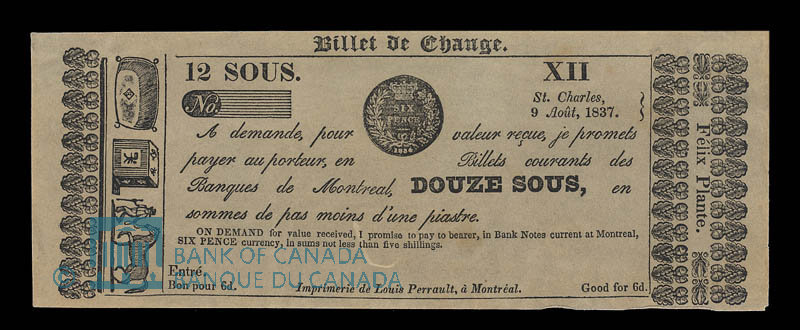 Billet de Change.
12 SOUS.
XII
No
SIX
PENCE
1834
St. Charles,
9 Août, 1837.
A demande, pour valeur reçue, je promets
payer au porteur, en Billets courants des
Banques de Montreal, DOUZE SOUS, en
sommes de pas moins d'une piastre.
ON DEMAND for value received, I promise to pay to bearer, in Bank Notes current at Montreal,
SIX PENCE currency, in sums not less than five shillings.
Entré
Bon pour 6d.
Imprimerie de Louis Perrault, à Montréal.
Good for 6d.
Felix Plante.
© BANK OF CANADA
BANQUE DU CANADA